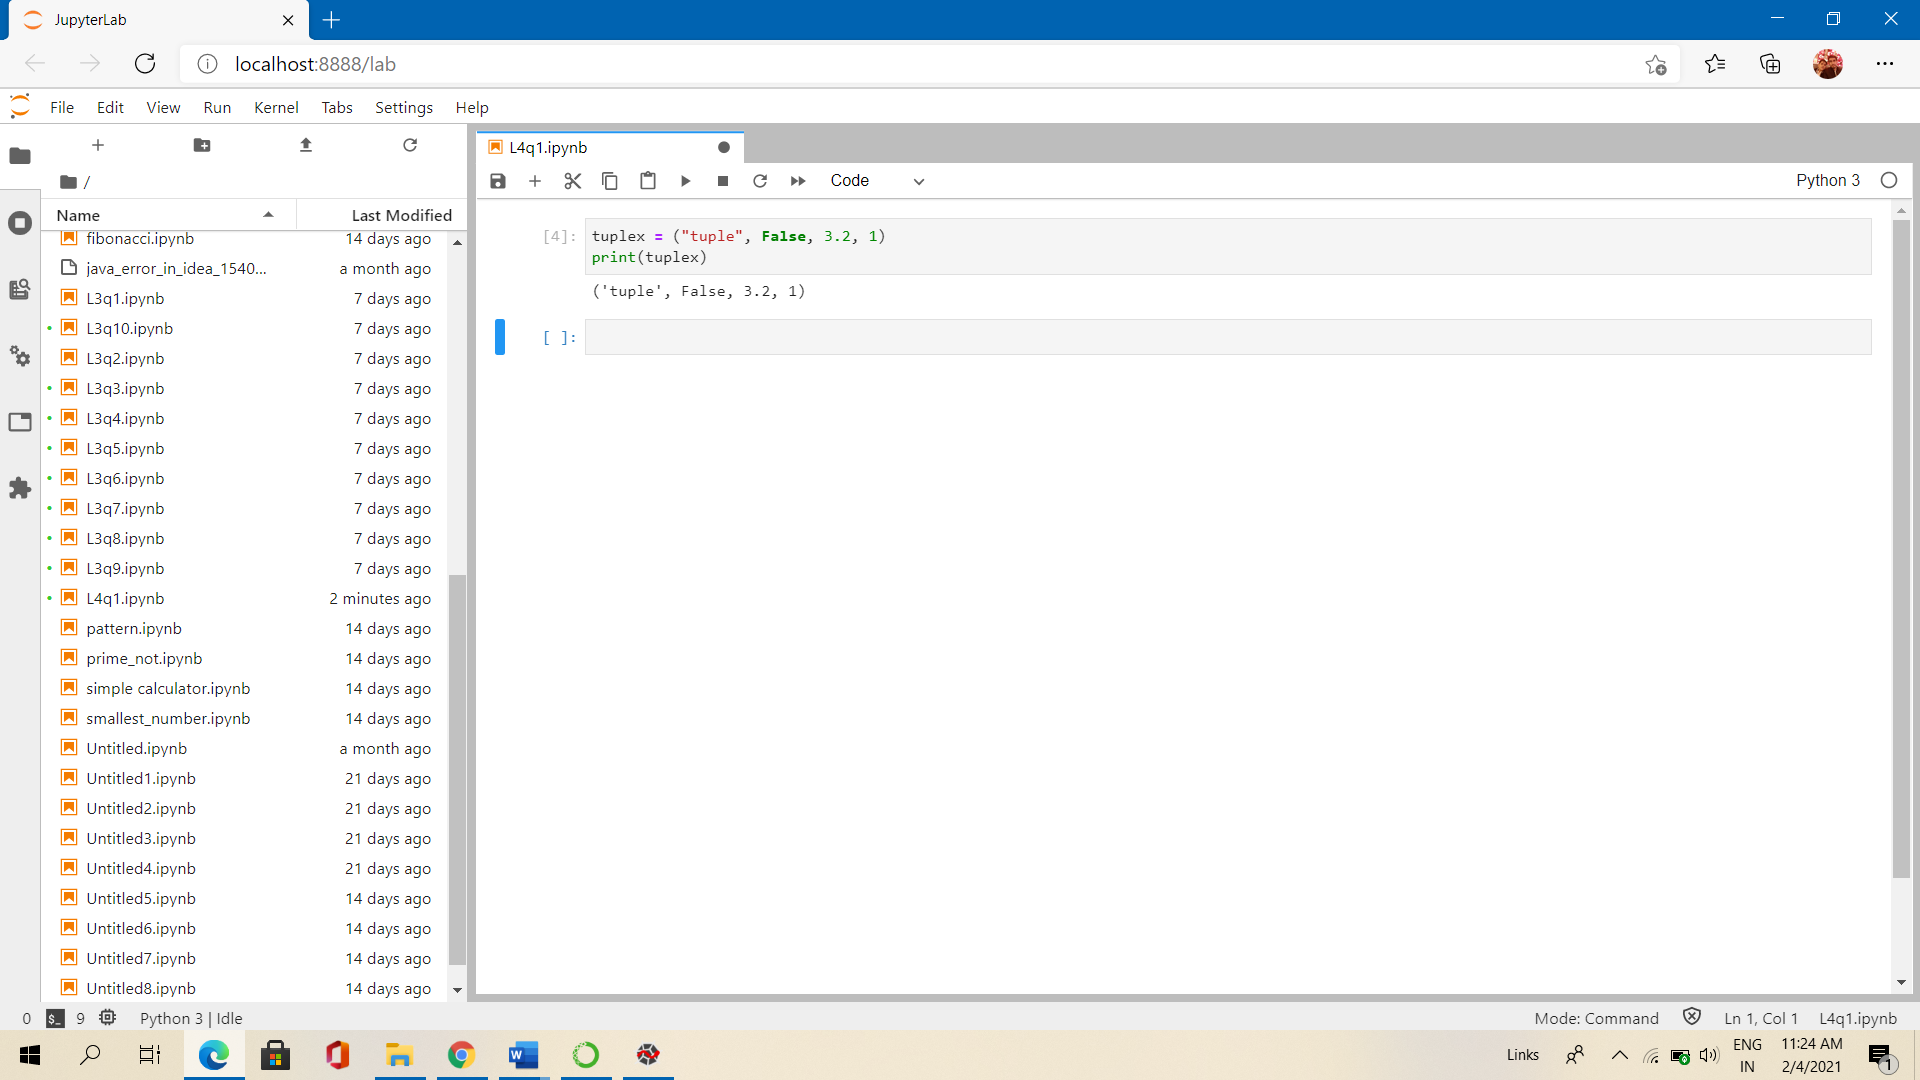 JupyterLab
localhost:8888/lab
File Edit View Run Kernel Tabs Settings Help
L4q1.ipynb
/
Code
Python 3
Name Last Modified
fibonacci.ipynb 14 days ago
java_error_in_idea_1540... a month ago
L3q1.ipynb 7 days ago
L3q10.ipynb 7 days ago
L3q2.ipynb 7 days ago
L3q3.ipynb 7 days ago
L3q4.ipynb 7 days ago
L3q5.ipynb 7 days ago
L3q6.ipynb 7 days ago
L3q7.ipynb 7 days ago
L3q8.ipynb 7 days ago
L3q9.ipynb 7 days ago
L4q1.ipynb 2 minutes ago
pattern.ipynb 14 days ago
prime_not.ipynb 14 days ago
simple calculator.ipynb 14 days ago
smallest_number.ipynb 14 days ago
Untitled.ipynb a month ago
Untitled1.ipynb 21 days ago
Untitled2.ipynb 21 days ago
Untitled3.ipynb 21 days ago
Untitled4.ipynb 21 days ago
Untitled5.ipynb 14 days ago
Untitled6.ipynb 14 days ago
Untitled7.ipynb 14 days ago
Untitled8.ipynb 14 days ago
[4]: tuplex = ("tuple", False, 3.2, 1)
print(tuplex)
('tuple', False, 3.2, 1)
[ ]:
0 $_ 9 Python 3 | Idle
Mode: Command Ln 1, Col 1 L4q1.ipynb
Links
ENG
IN
11:24 AM
2/4/2021
1